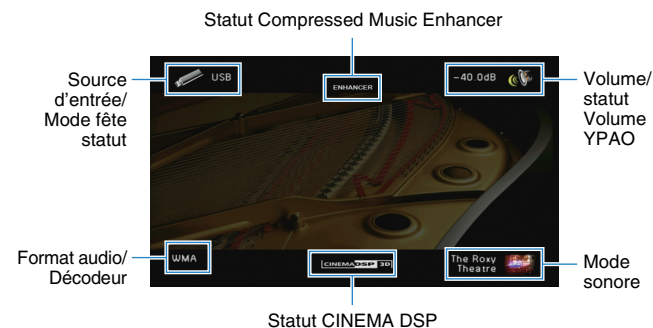 Statut Compressed Music Enhancer
Source
d'entrée/
Mode fête
statut
USB
ENHANCER
-40.0dB
Volume/
statut
Volume
YPAO
Format audio/
Décodeur
WMA
CINEMA DSP 3D
The Roxy
Theatre
Mode
sonore
Statut CINEMA DSP